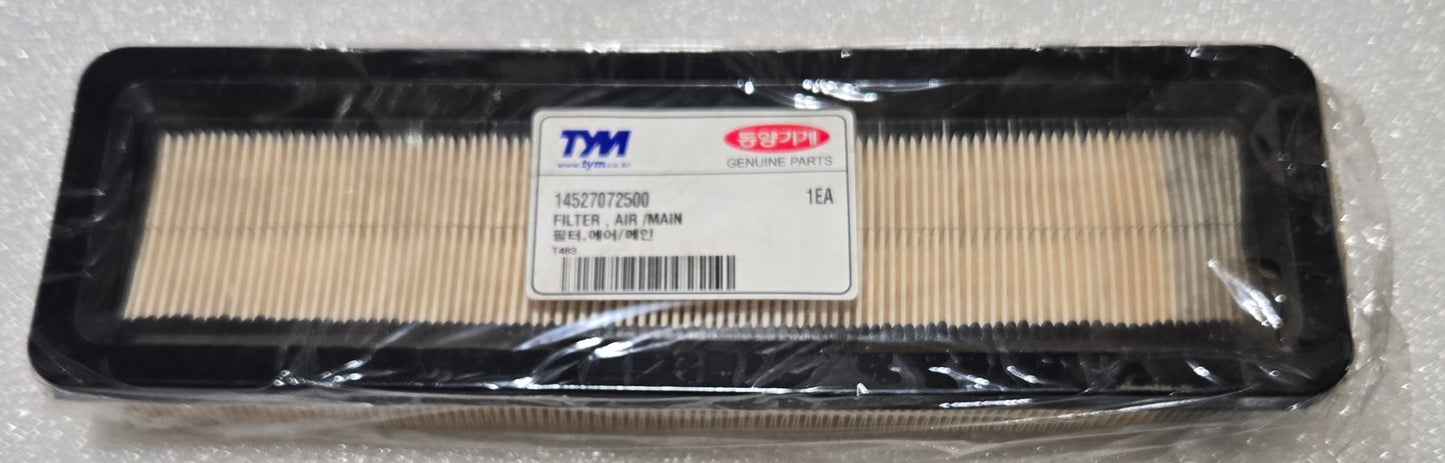 TYM
www.tym.co.kr
동양기계
GENUINE PARTS
14527072500 1EA
FILTER , AIR /MAIN
필터,에어/메인
T483